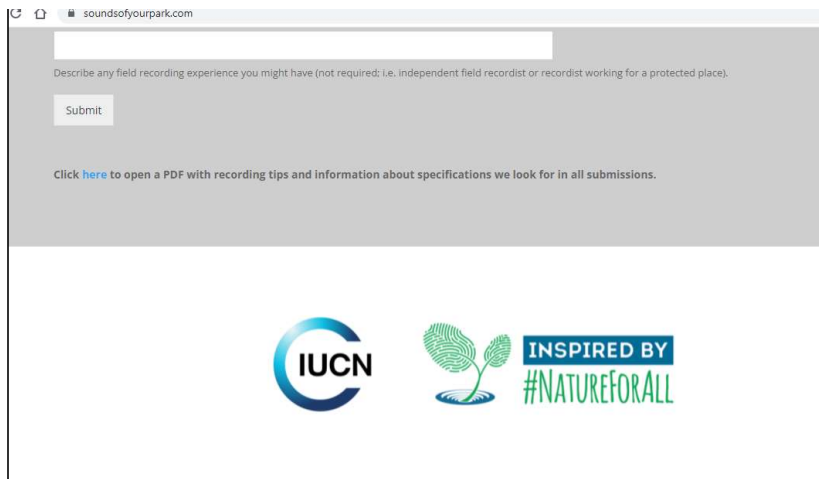 soundsofyourpark.com
Describe any field recording experience you might have (not required; i.e. independent field recordist or recordist working for a protected place).
Submit
Click here to open a PDF with recording tips and information about specifications we look for in all submissions.
IUCN
INSPIRED BY
#NATUREFORALL